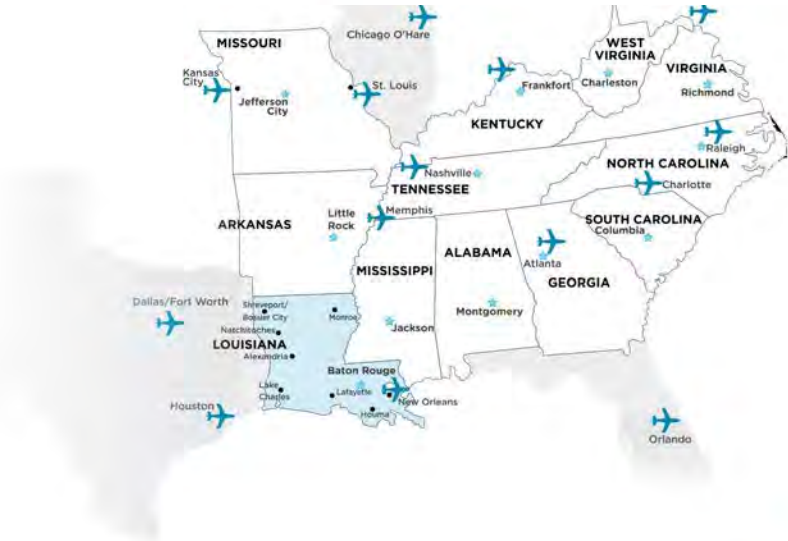 Chicago O'Hare
MISSOURI
WEST
VIRGINIA
VIRGINIA
Kansas
City
St. Louis
Jefferson
City
Frankfort
Charleston
Richmond
KENTUCKY
Raleigh
NORTH CAROLINA
Nashville
TENNESSEE
Charlotte
Memphis
ARKANSAS
Little
Rock
SOUTH CAROLINA
Columbia
ALABAMA
MISSISSIPPI
Atlanta
GEORGIA
Dallas/Fort Worth
Shreveport/
Bossier City
Monroe
Montgomery
Natchitoches
Jackson
LOUISIANA
Alexandria
Baton Rouge
Lake
Charles
Lafayette
New Orleans
Houston
Houma
Orlando